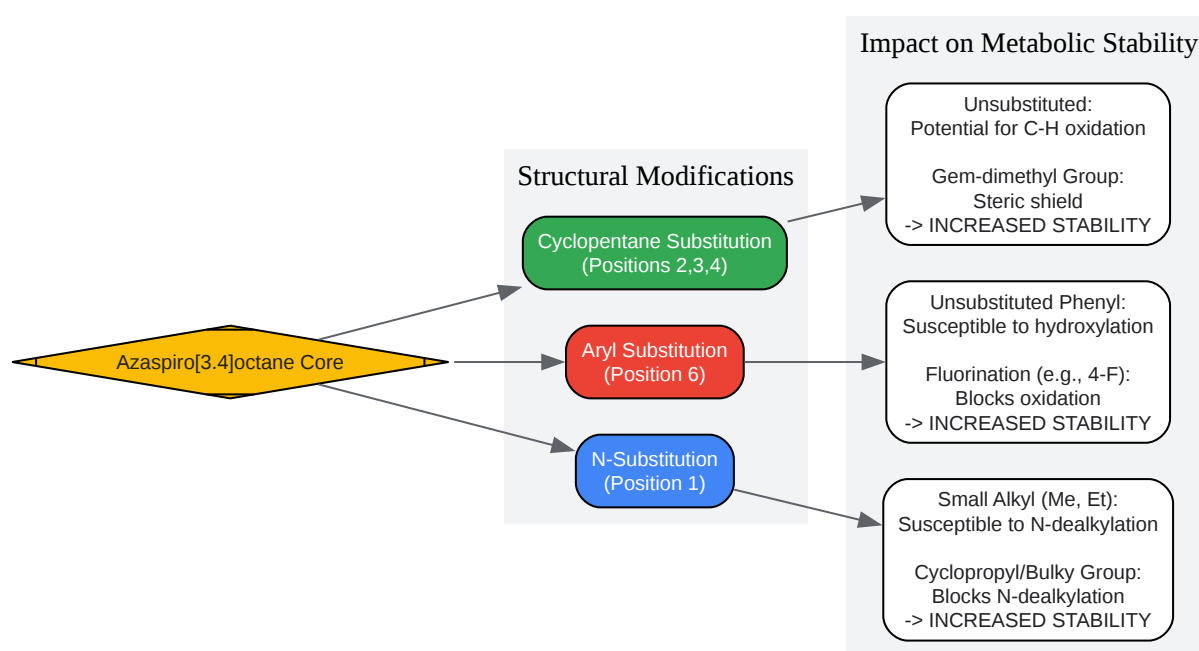 Impact on Metabolic Stability
Unsubstituted:
Potential for C-H oxidation
Gem-dimethyl Group:
Steric shield
-> INCREASED STABILITY
Structural Modifications
Cyclopentane Substitution
(Positions 2,3,4)
Unsubstituted Phenyl:
Susceptible to hydroxylation
Fluorination (e.g., 4-F):
Blocks oxidation
-> INCREASED STABILITY
Azaspiro[3.4]octane Core
Aryl Substitution
(Position 6)
N-Substitution
(Position 1)
Small Alkyl (Me, Et):
Susceptible to N-dealkylation
Cyclopropyl/Bulky Group:
Blocks N-dealkylation
-> INCREASED STABILITY